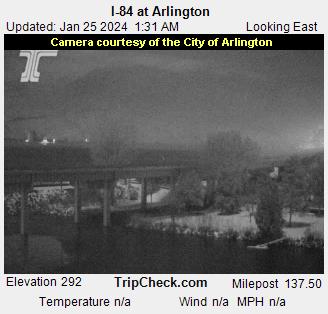 I-84 at Arlington
Updated: Jan 25 2024 1:31 AM Looking East
Camera courtesy of the City of Arlington
Elevation 292 TripCheck.com Milepost 137.50
Temperature n/a Wind n/a MPH n/a